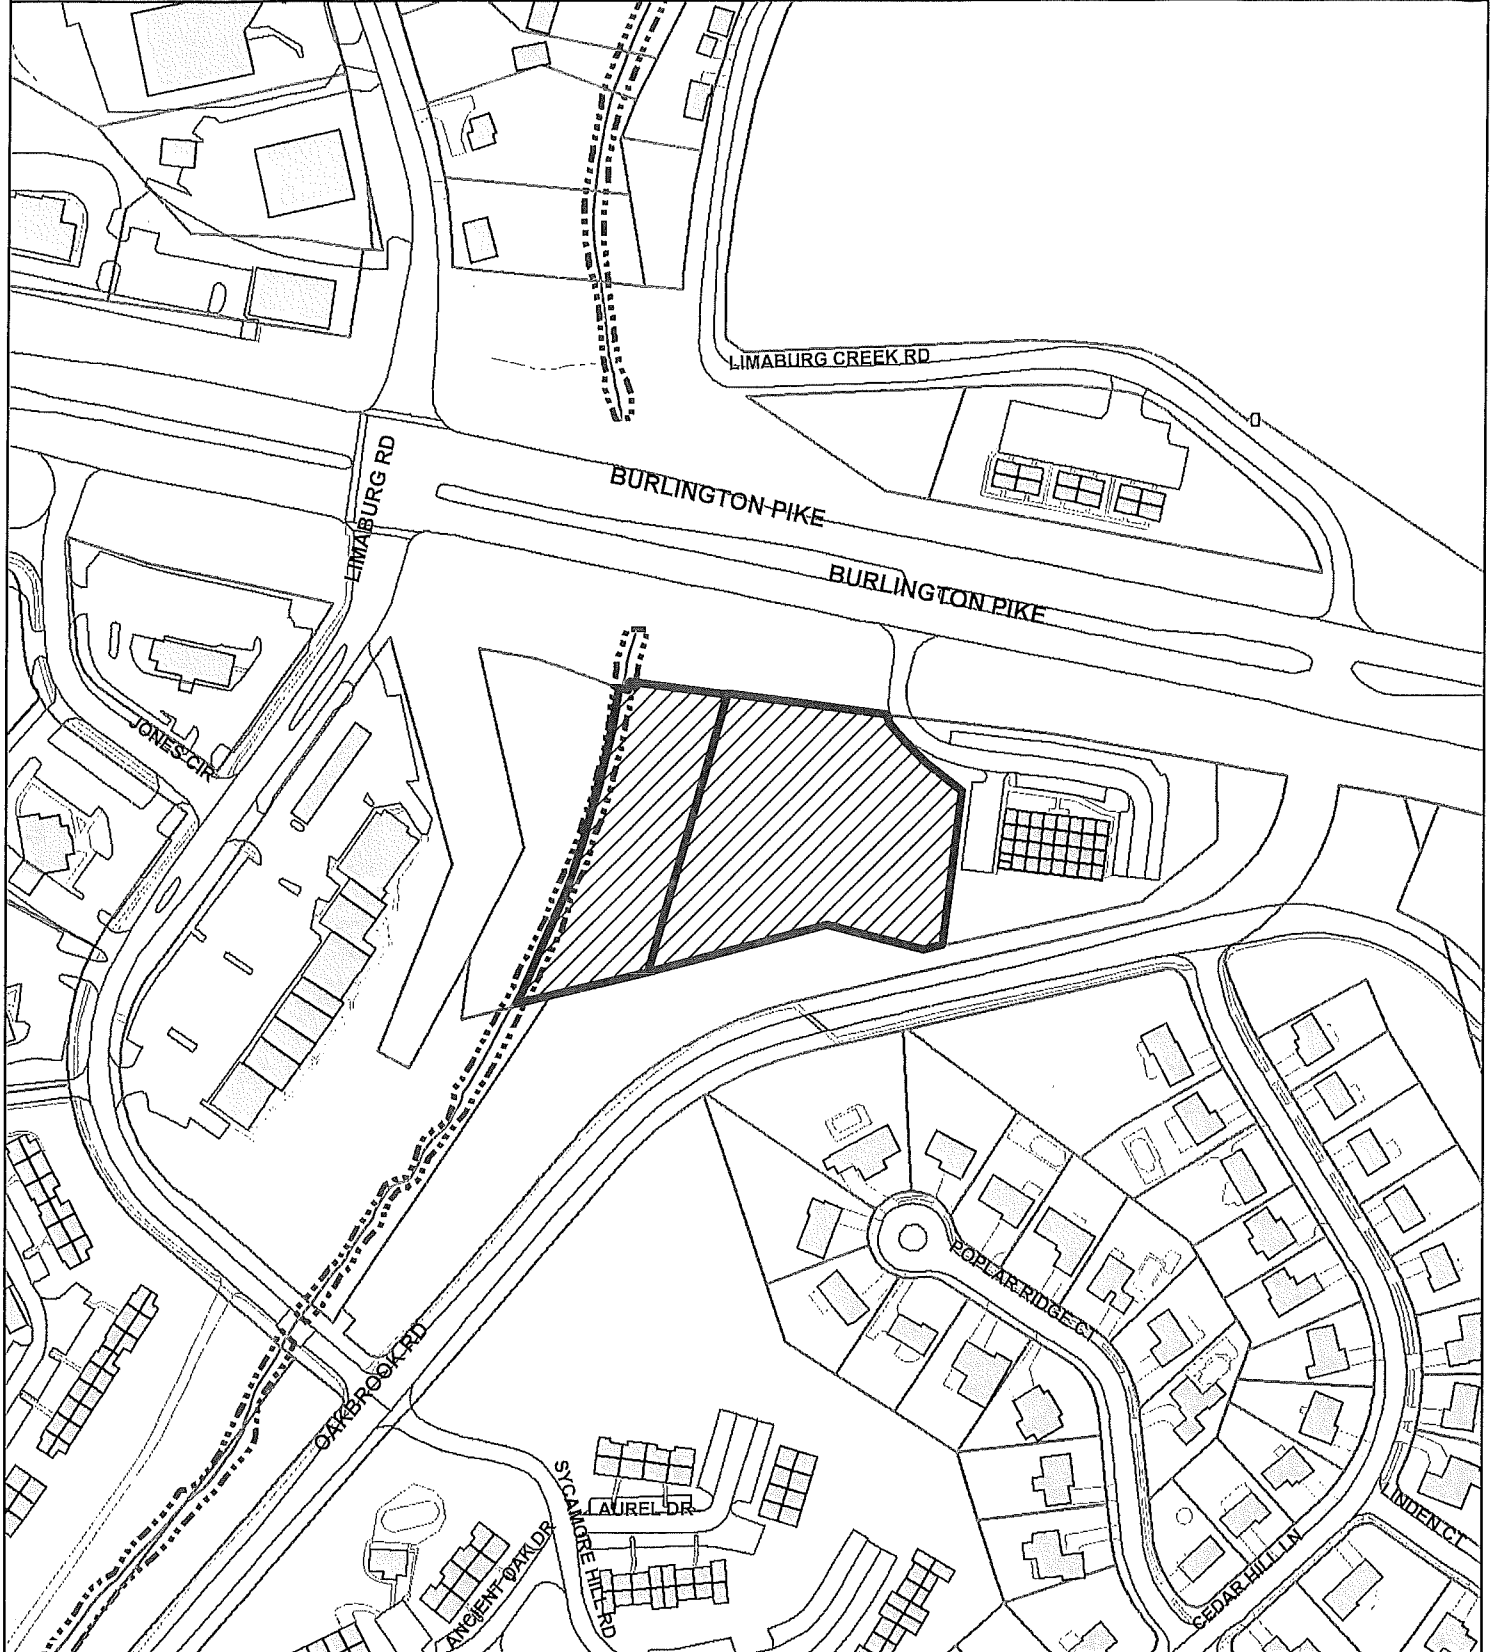 LIMABURG CREEK RD
LIMABURG RD
BURLINGTON PIKE
BURLINGTON PIKE
JONES CIR
POPLAR RIDGE CT
OAKBROOK RD
SYCAMORE HILL RD
LAUREL DR
ANCIENT OAK DR
LINDEN CT
CEDAR HILL LN